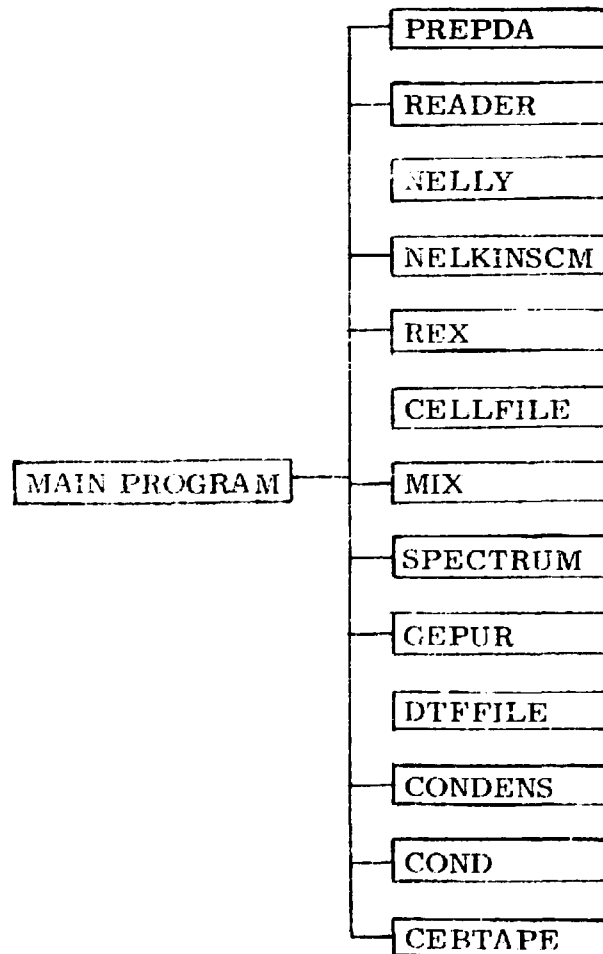 PREPDA
READER
NELLY
NELKINSCM
REX
CELLFILE
MAIN PROGRAM
MIX
SPECTRUM
GEPUR
DTFFILE
CONDENS
COND
CEBTAPE